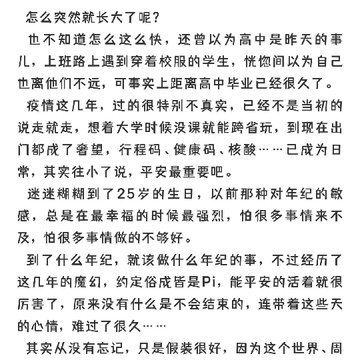 怎么突然就长大了呢?
也不知道怎么这么快，还曾以为高中是昨天的事
儿，上班路上遇到穿着校服的学生，恍惚间以为自己
也离他们不远，可事实上距离高中毕业已经很久了。
疫情这几年，过的很特别不真实，已经不是当初的
说走就走，想着大学时候没课就能跨省玩，到现在出
门都成了奢望，行程码、健康码、核酸……已成为日
常，其实往小了说，平安最重要吧。
迷迷糊糊到了25岁的生日，以前那种对年纪的敏
感，总是在最幸福的时候最强烈，怕很多事情来不
及，怕很多事情做的不够好。
到了什么年纪，就该做什么年纪的事，不过经历了
这几年的魔幻，约定俗成皆是Pi，能平安的活着就很
厉害了，原来没有什么是不会结束的，连带着这些天
的心情，难过了很久……
其实从没有忘记，只是假装很好，因为这个世界、周